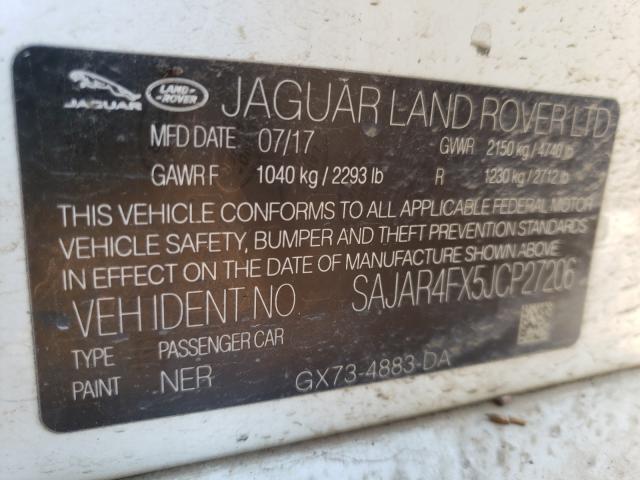 JAGUAR LAND-ROVER JAGUAR LAND ROVER LTD
MFD DATE 07/17 GVWR 2150 kg / 4740 lb
GAWR F 1040 kg / 2293 lb R 1230 kg / 2712 lb
THIS VEHICLE CONFORMS TO ALL APPLICABLE FEDERAL MOTOR
VEHICLE SAFETY, BUMPER AND THEFT PREVENTION STANDARDS
IN EFFECT ON THE DATE OF MANUFACTURE SHOWN ABOVE
VEH IDENT NO SAJAR4FX5JCP27206
TYPE PASSENGER CAR
PAINT NER GX73-4883-DA